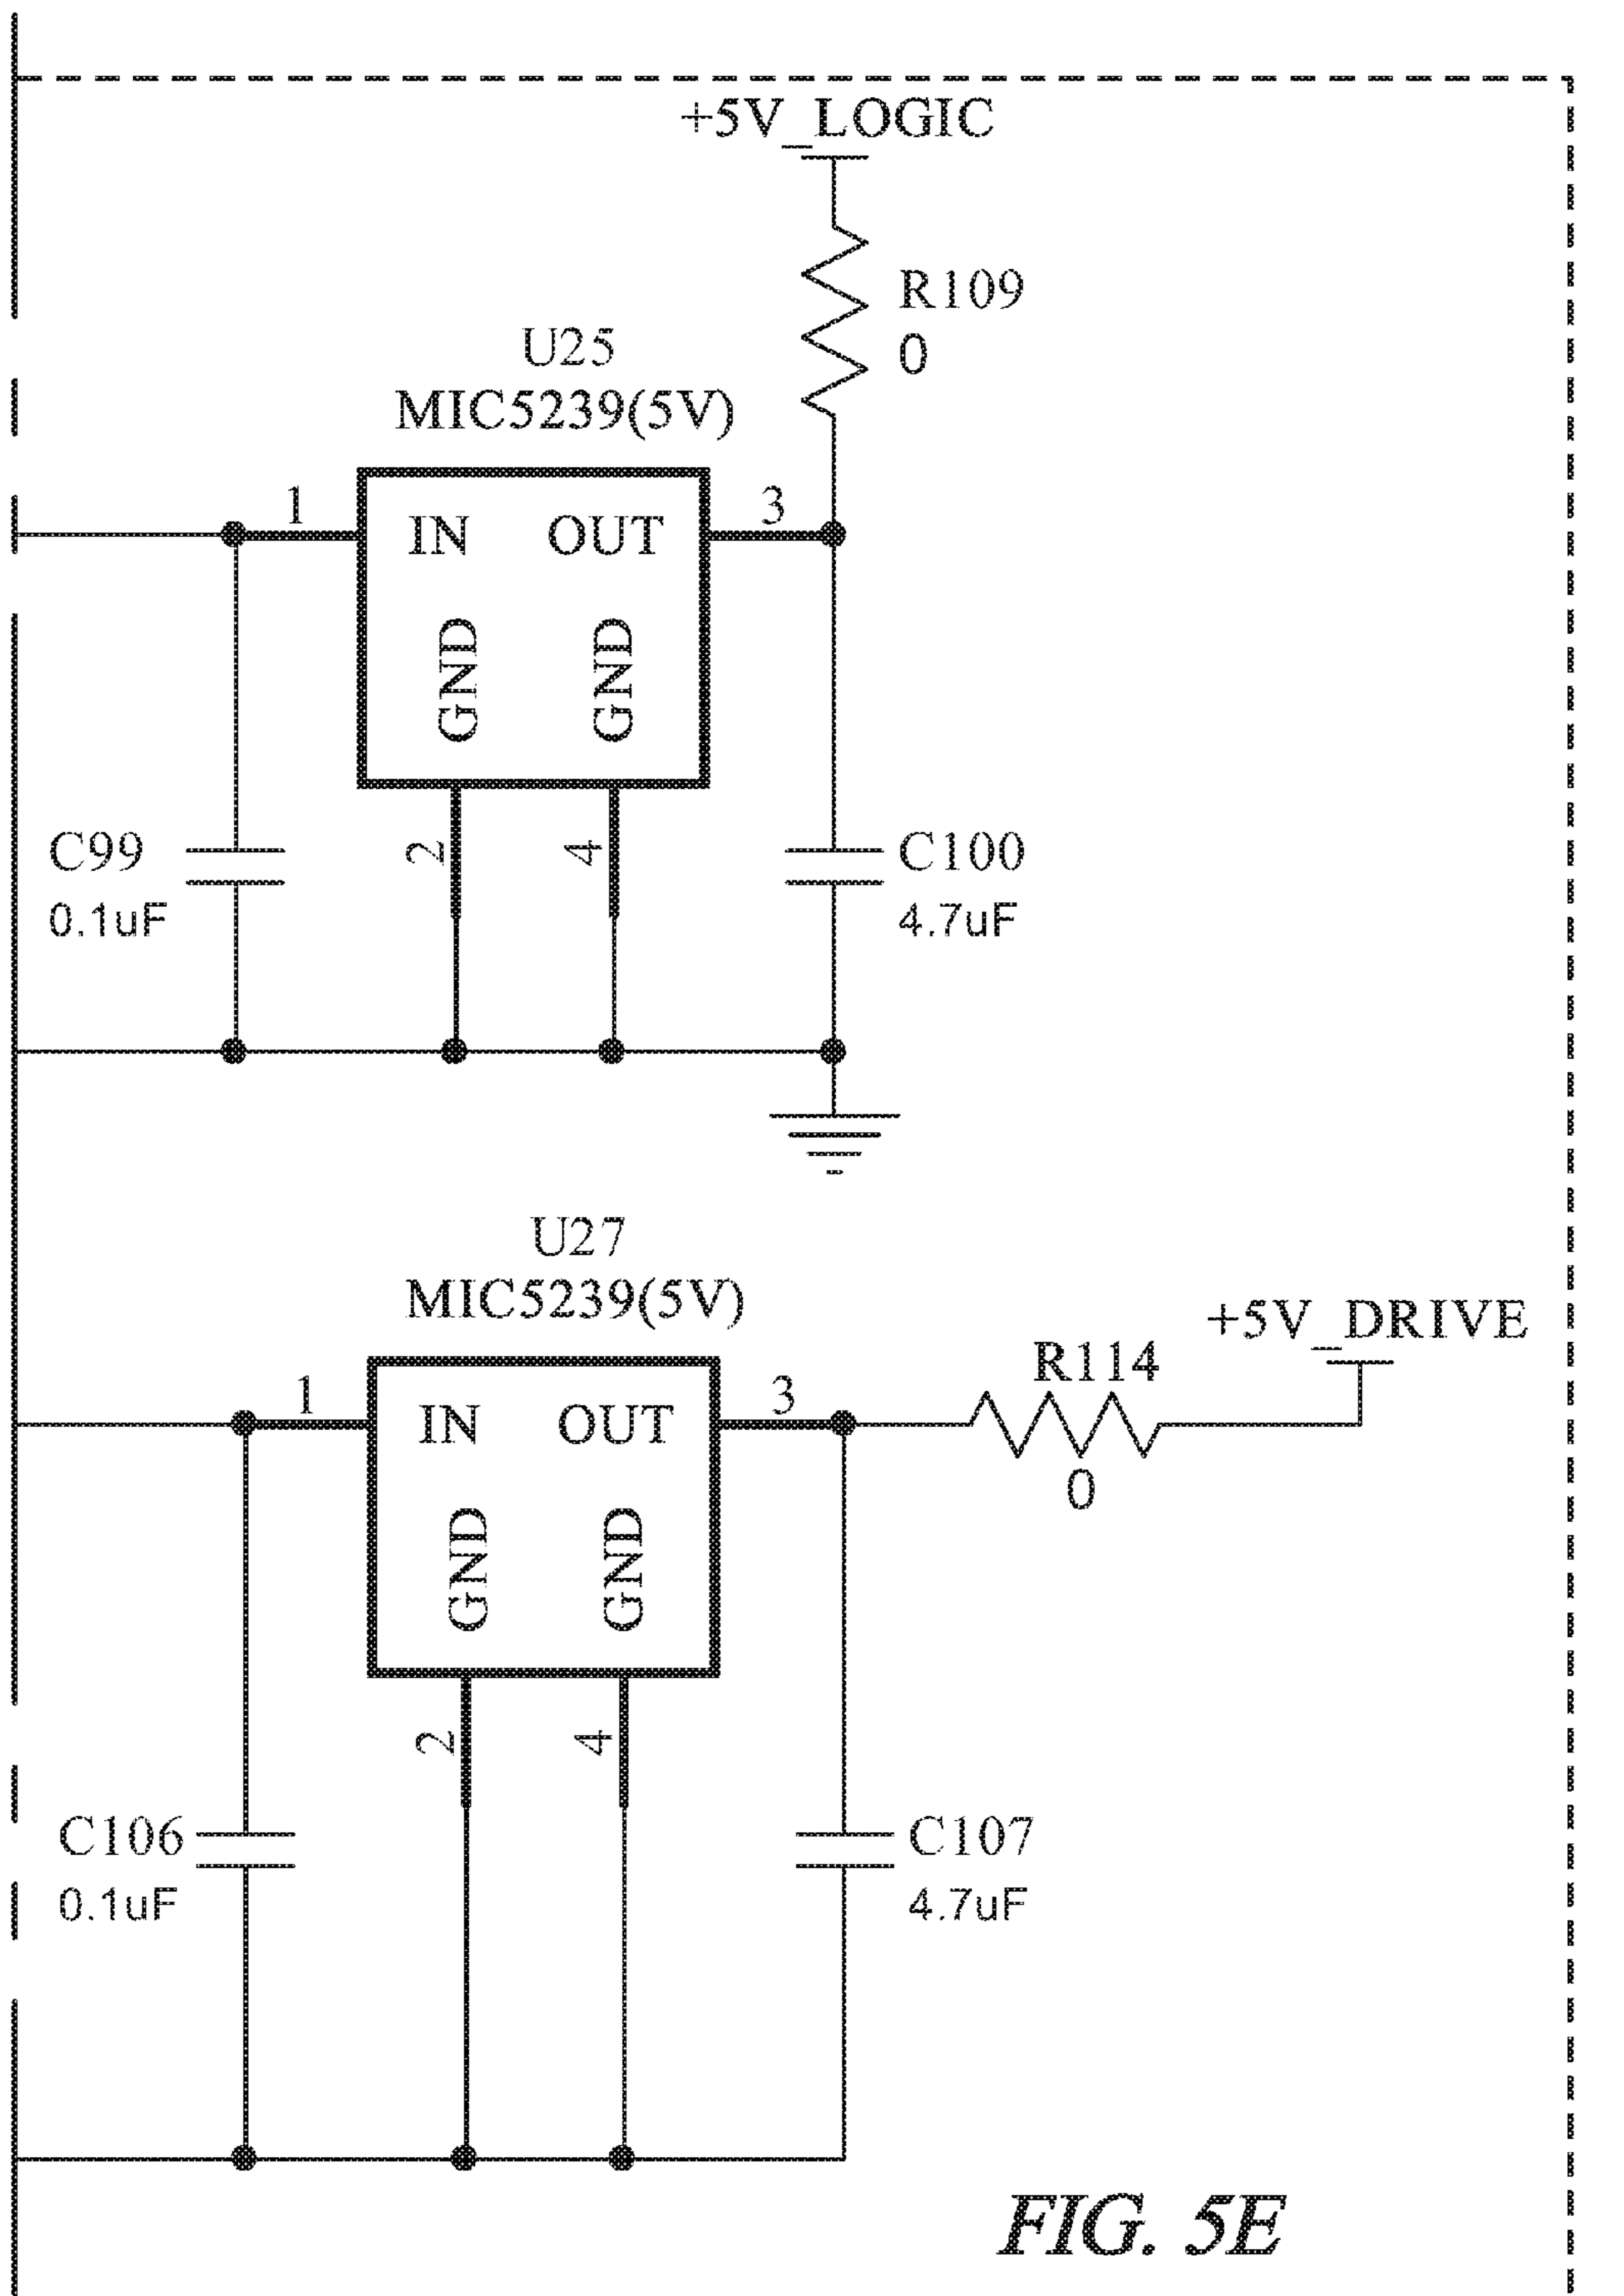 +5V_LOGIC
R109
0
U25
MIC5239(5V)
1
IN
OUT
3
GND
GND
2
4
C99
0.1uF
C100
4.7uF
U27
MIC5239(5V)
+5V_DRIVE
R114
0
1
IN
OUT
3
GND
GND
2
4
C106
0.1uF
C107
4.7uF
FIG. 5E